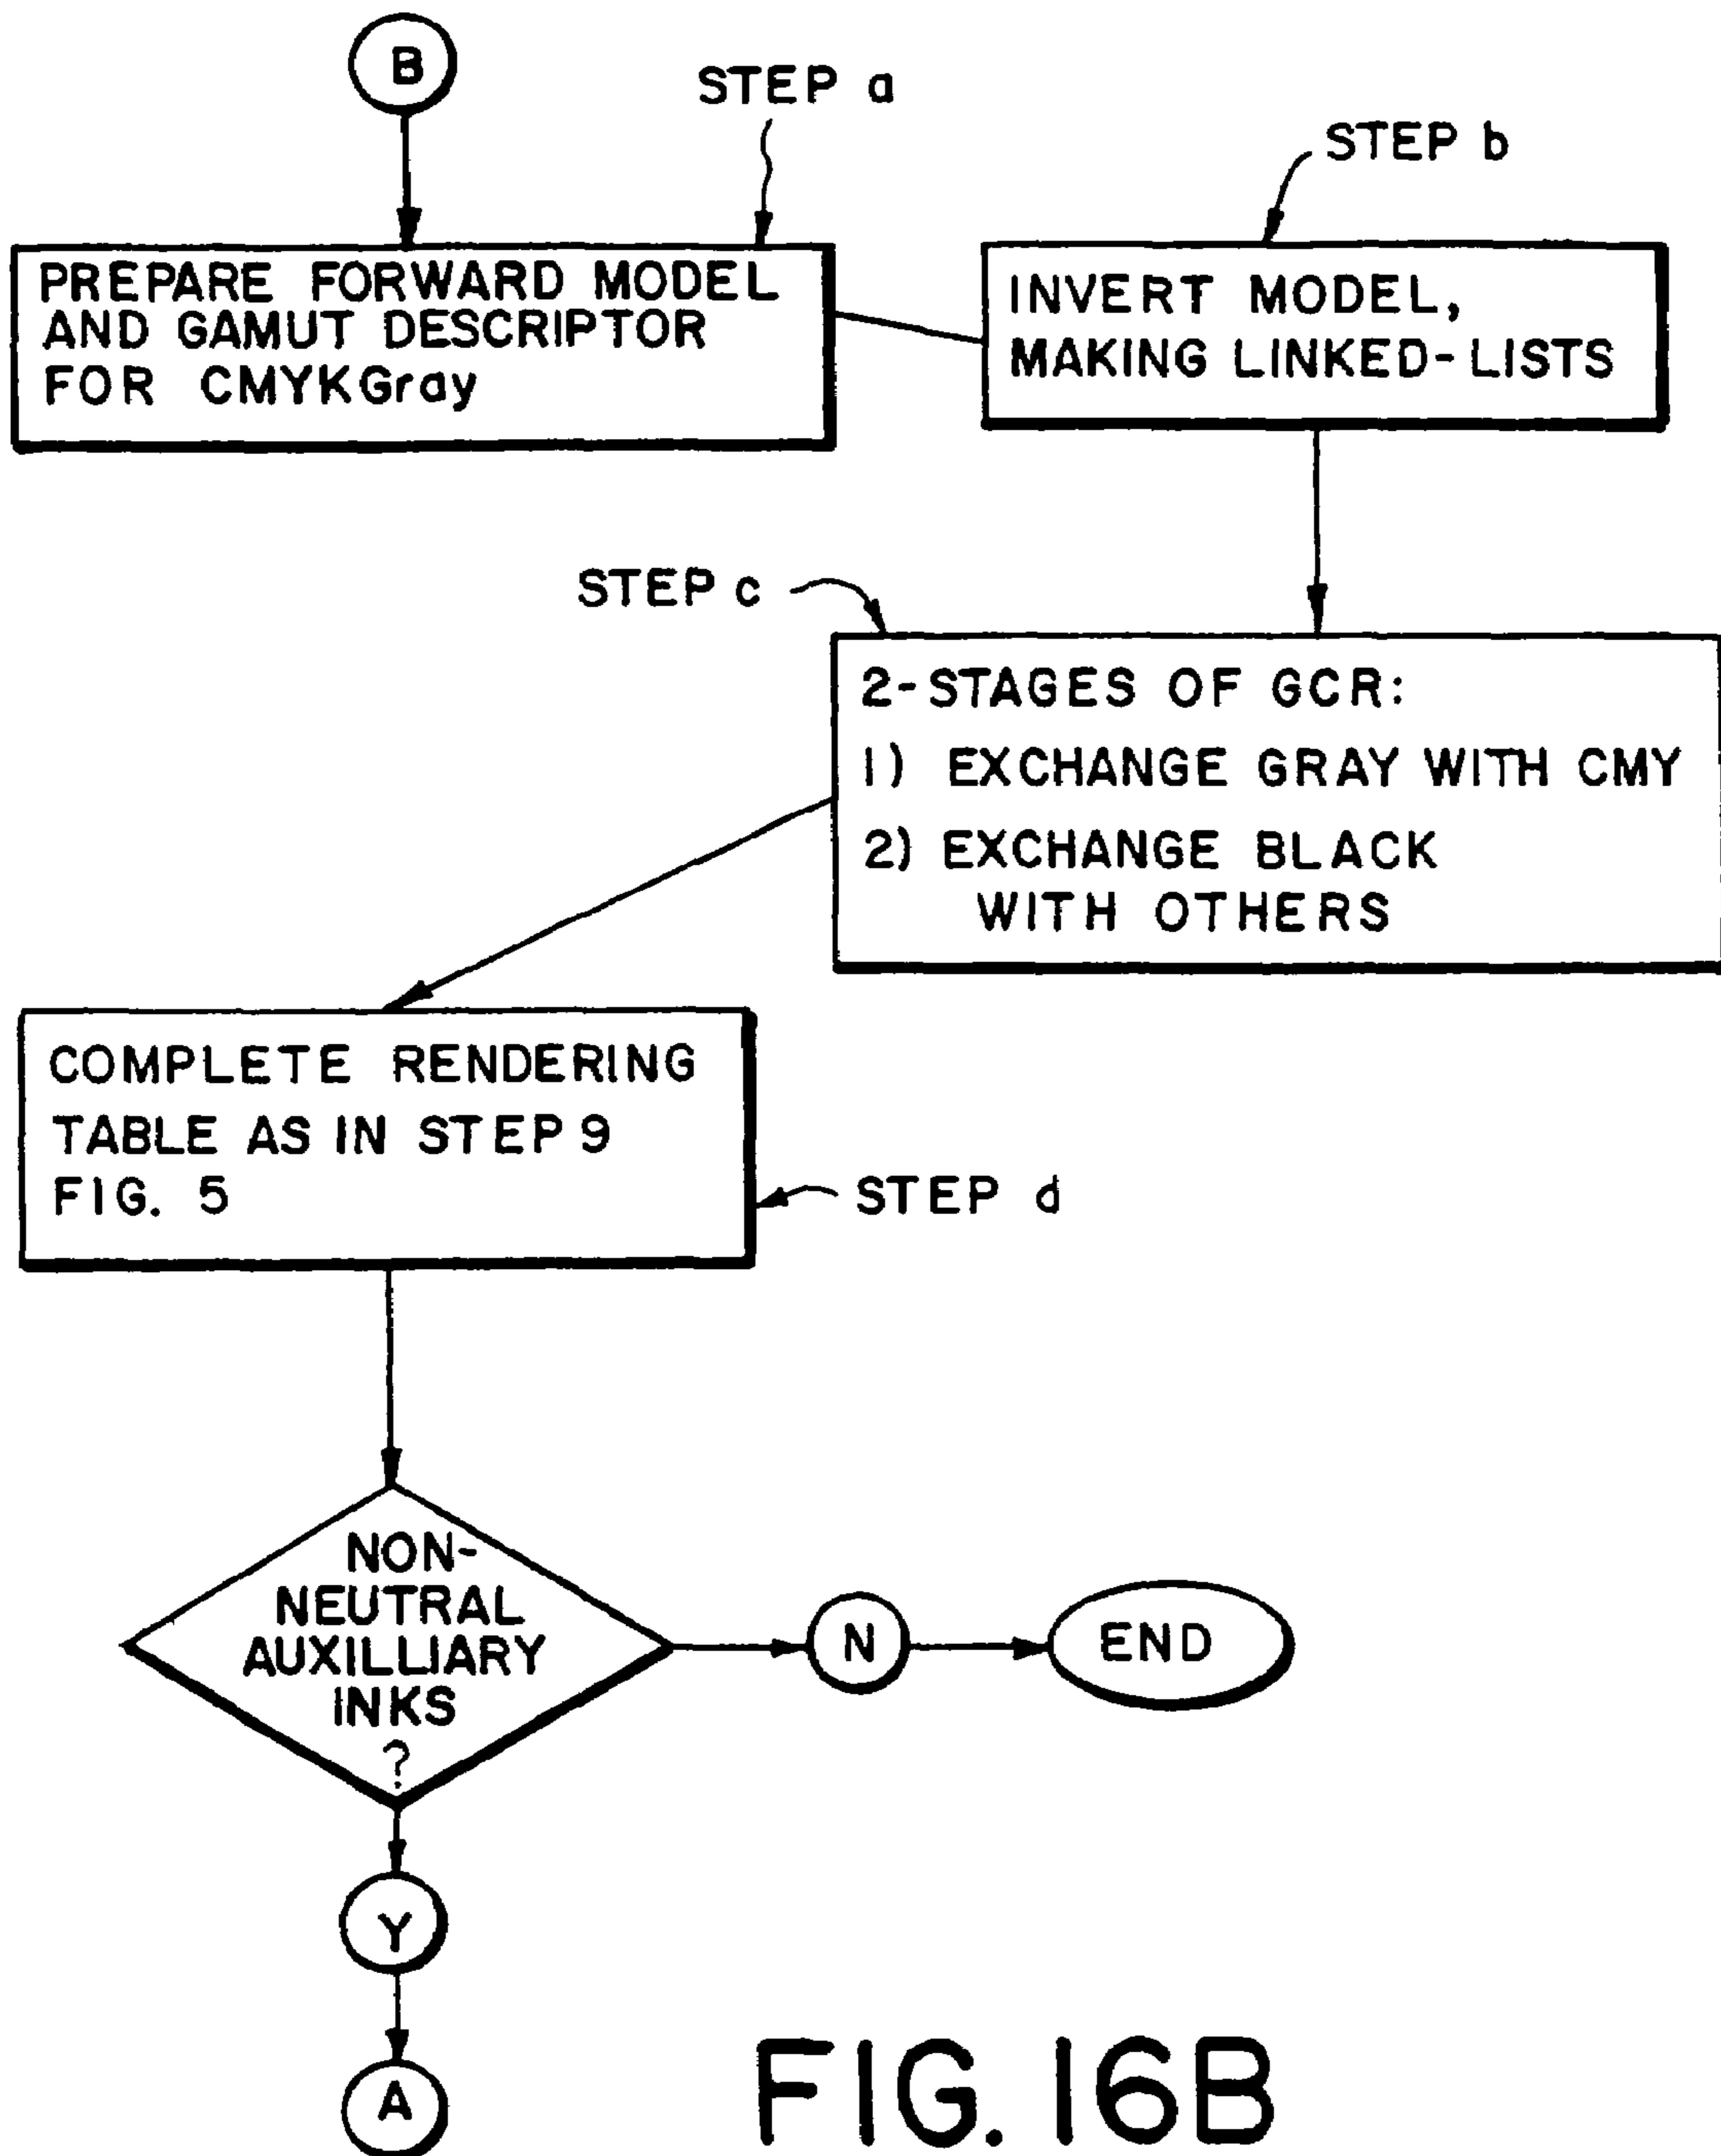 B
STEP a
STEP b
PREPARE FORWARD MODEL
AND GAMUT DESCRIPTOR
FOR CMYKGray
INVERT MODEL,
MAKING LINKED-LISTS
STEP c
2-STAGES OF GCR:
1) EXCHANGE GRAY WITH CMY
2) EXCHANGE BLACK
WITH OTHERS
COMPLETE RENDERING
TABLE AS IN STEP 9
FIG. 5
STEP d
NON-
NEUTRAL
AUXILLIARY
INKS
?
N
END
Y
A
FIG. 16B